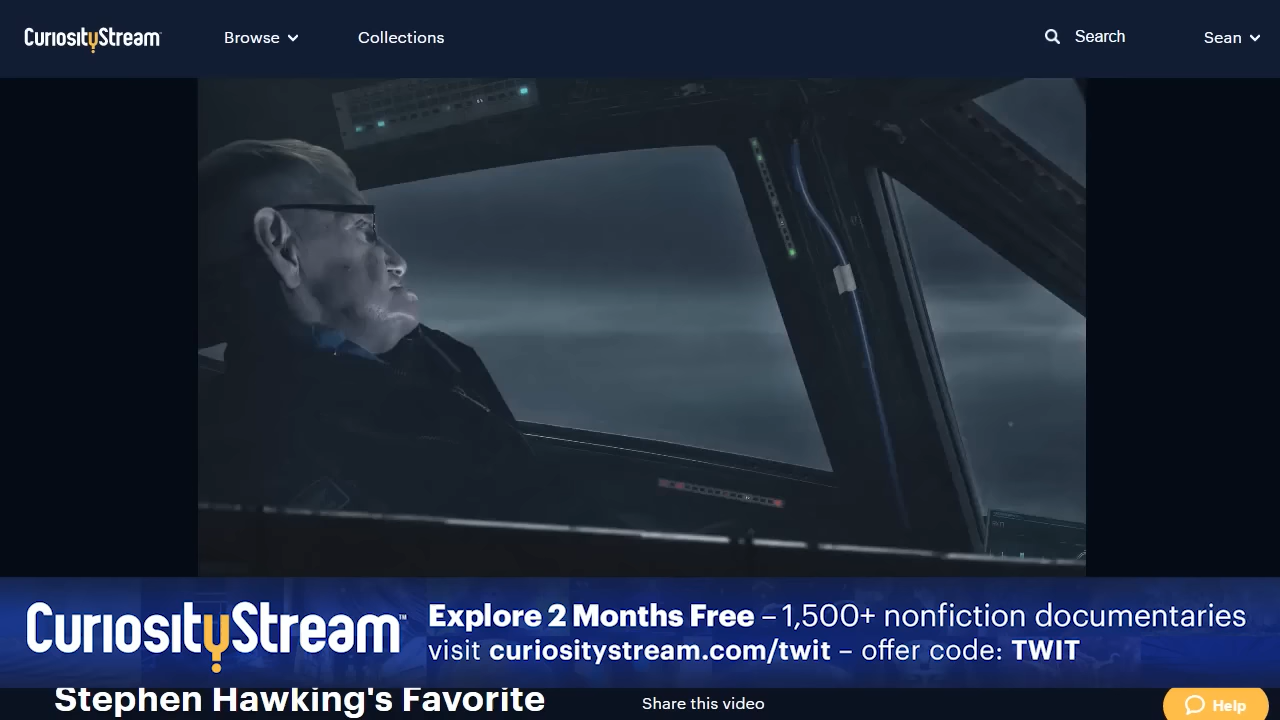 CuriosityStream
Browse
Collections
Search
Sean
CuriosityStream™
Explore 2 Months Free – 1,500+ nonfiction documentaries
visit curiositystream.com/twit – offer code: TWIT
Stephen Hawking's Favorite
Share this video
Help